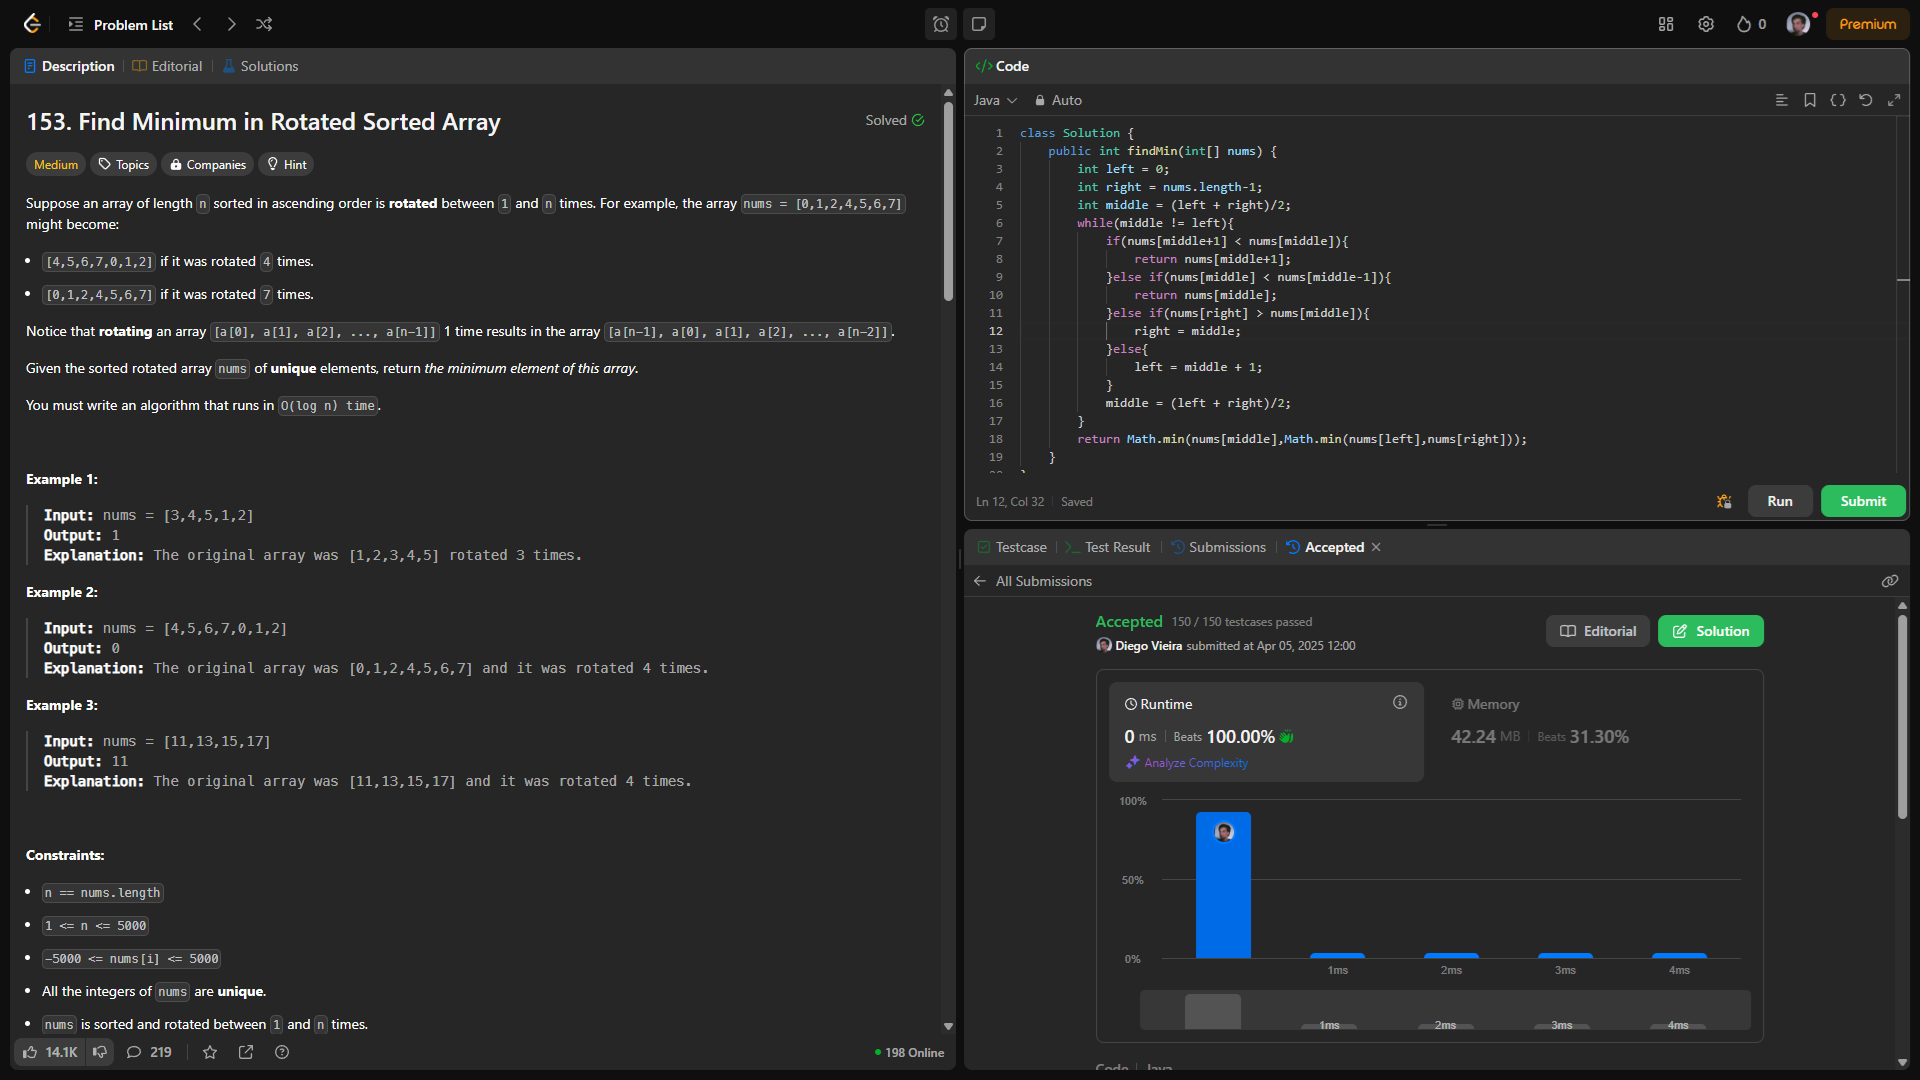 Problem List
0
Premium
Description
Editorial
Solutions
153. Find Minimum in Rotated Sorted Array
Solved
Medium
Topics
Companies
Hint
Suppose an array of length n sorted in ascending order is rotated between 1 and n times. For example, the array nums = [0,1,2,4,5,6,7]
might become:
[4,5,6,7,0,1,2] if it was rotated 4 times.
[0,1,2,4,5,6,7] if it was rotated 7 times.
Notice that rotating an array [a[0], a[1], a[2], ..., a[n-1]] 1 time results in the array [a[n-1], a[0], a[1], a[2], ..., a[n-2]].
Given the sorted rotated array nums of unique elements, return the minimum element of this array.
You must write an algorithm that runs in O(log n) time.
Example 1:
Input: nums = [3,4,5,1,2]
Output: 1
Explanation: The original array was [1,2,3,4,5] rotated 3 times.
Example 2:
Input: nums = [4,5,6,7,0,1,2]
Output: 0
Explanation: The original array was [0,1,2,4,5,6,7] and it was rotated 4 times.
Example 3:
Input: nums = [11,13,15,17]
Output: 11
Explanation: The original array was [11,13,15,17] and it was rotated 4 times.
Constraints:
n == nums.length
1 <= n <= 5000
-5000 <= nums[i] <= 5000
All the integers of nums are unique.
nums is sorted and rotated between 1 and n times.
14.1K
219
198 Online
</> Code
Java
Auto
1 class Solution {
2 public int findMin(int[] nums) {
3 int left = 0;
4 int right = nums.length-1;
5 int middle = (left + right)/2;
6 while(middle != left){
7 if(nums[middle+1] < nums[middle]){
8 return nums[middle+1];
9 }else if(nums[middle] < nums[middle-1]){
10 return nums[middle];
11 }else if(nums[right] > nums[middle]){
12 right = middle;
13 }else{
14 left = middle + 1;
15 }
16 middle = (left + right)/2;
17 }
18 return Math.min(nums[middle],Math.min(nums[left],nums[right]));
19 }
20 }
Ln 12, Col 32
Saved
Run
Submit
Testcase
Test Result
Submissions
Accepted
All Submissions
Accepted 150 / 150 testcases passed
Diego Vieira submitted at Apr 05, 2025 12:00
Editorial
Solution
Runtime
0 ms | Beats 100.00%
Analyze Complexity
Memory
42.24 MB | Beats 31.30%
100%
50%
0%
1ms 2ms 3ms 4ms
1ms 2ms 3ms 4ms
Code | Java